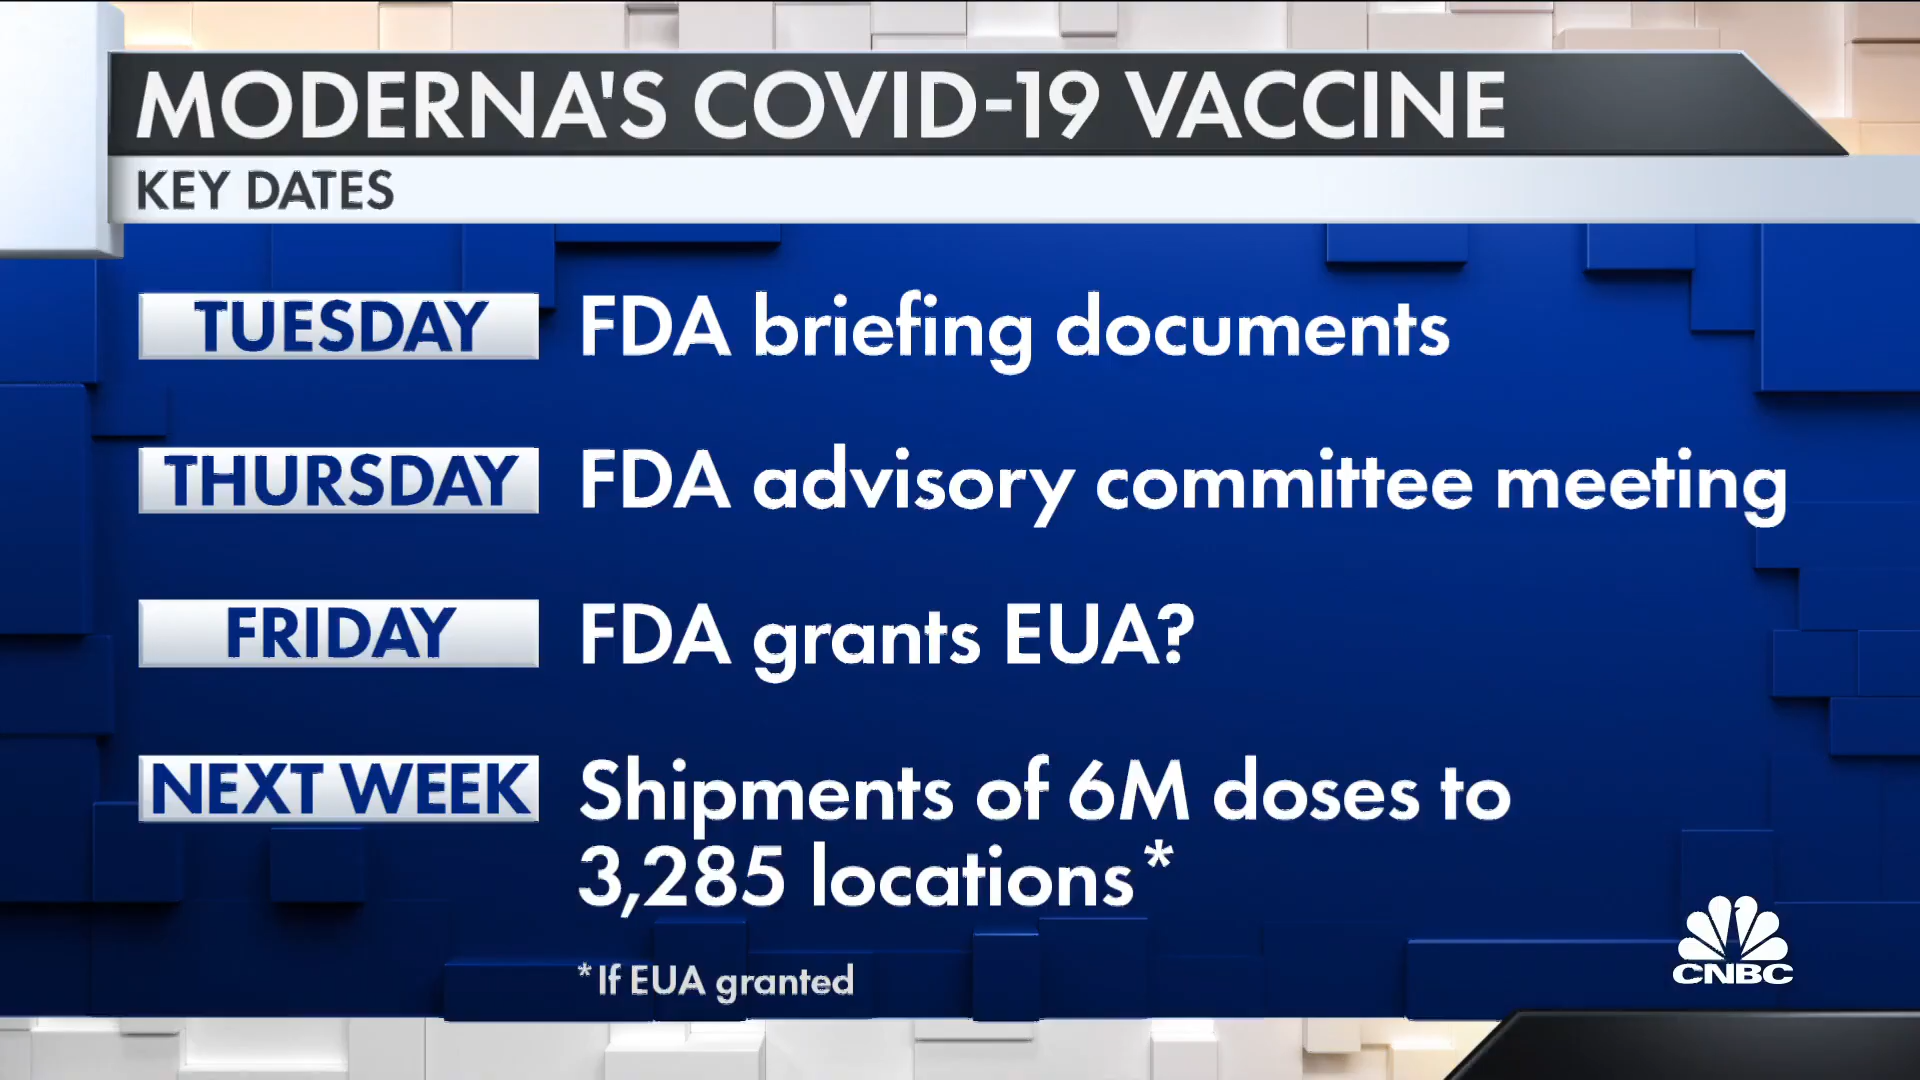 MODERNA'S COVID-19 VACCINE
KEY DATES
TUESDAY FDA briefing documents
THURSDAY FDA advisory committee meeting
FRIDAY FDA grants EUA?
NEXT WEEK Shipments of 6M doses to
3,285 locations*
*If EUA granted
CNBC